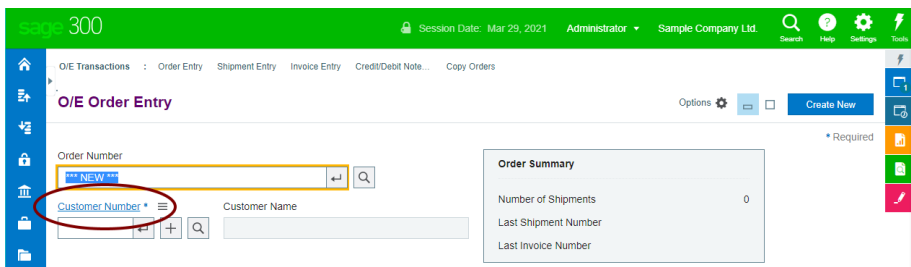 sage 300
Session Date: Mar 29, 2021
Administrator
Sample Company Ltd.
Search
Help
Settings
Tools
O/E Transactions : Order Entry Shipment Entry Invoice Entry Credit/Debit Note... Copy Orders
O/E Order Entry
Options
Create New
* Required
Order Number
*** NEW ***
Customer Number *
Customer Name
Order Summary
Number of Shipments 0
Last Shipment Number
Last Invoice Number
1